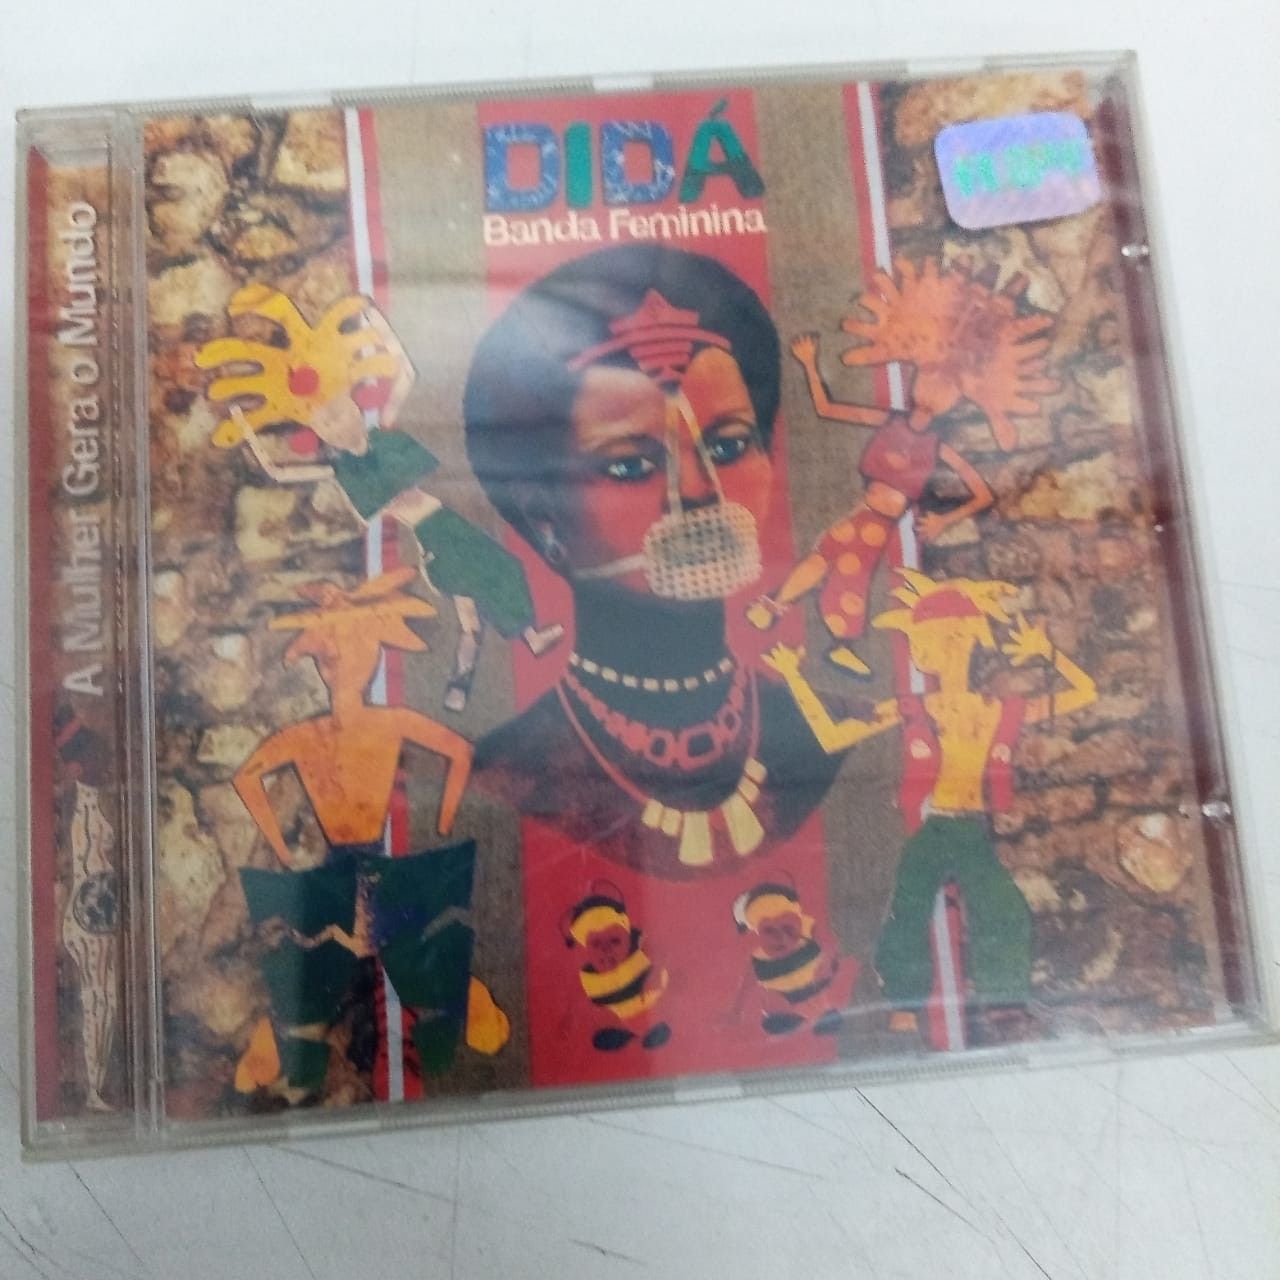 DIDÁ
Banda Feminina
A Mulher Gera o Mundo